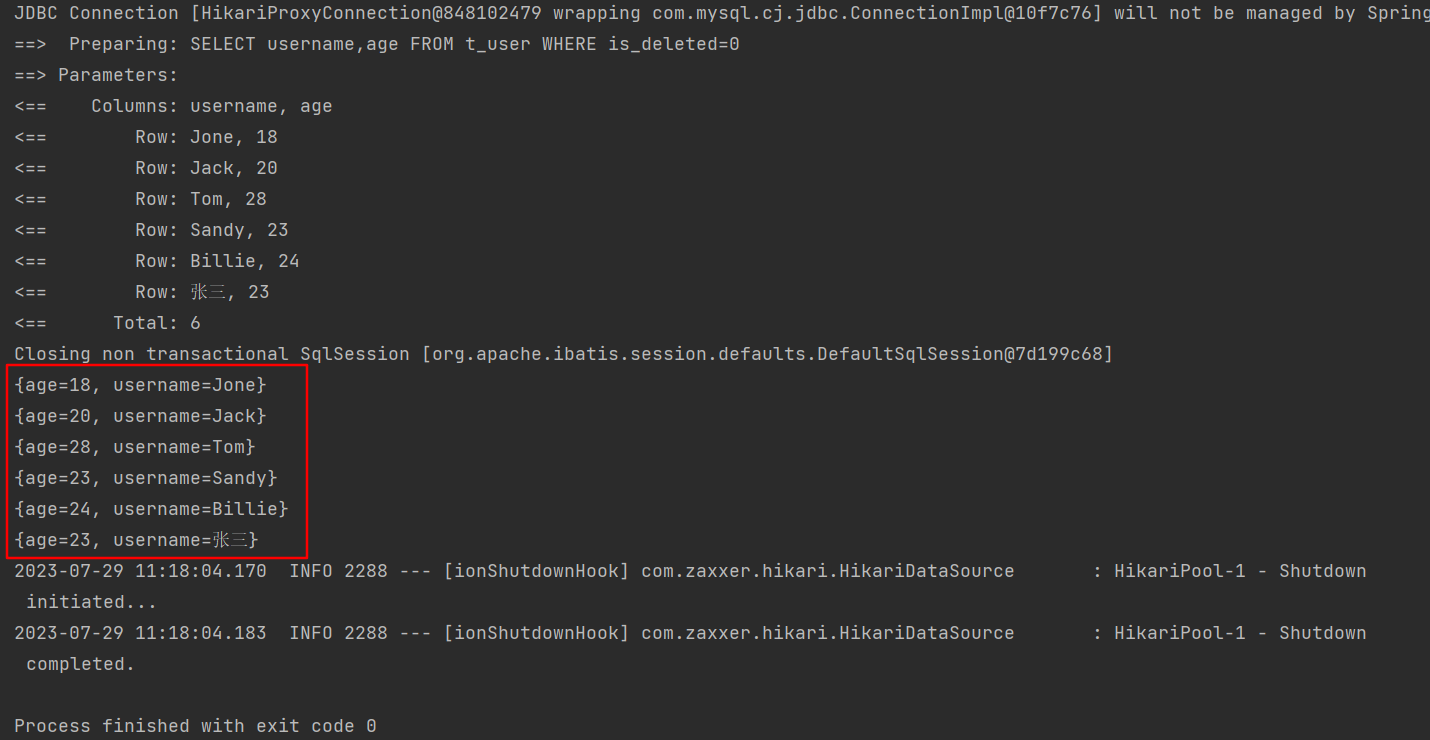 JDBC Connection [HikariProxyConnection@848102479 wrapping com.mysql.cj.jdbc.ConnectionImpl@10f7c76] will not be managed by Spring
==>  Preparing: SELECT username,age FROM t_user WHERE is_deleted=0
==> Parameters:
<==    Columns: username, age
<==        Row: Jone, 18
<==        Row: Jack, 20
<==        Row: Tom, 28
<==        Row: Sandy, 23
<==        Row: Billie, 24
<==        Row: 张三, 23
<==      Total: 6
Closing non transactional SqlSession [org.apache.ibatis.session.defaults.DefaultSqlSession@7d199c68]
{age=18, username=Jone}
{age=20, username=Jack}
{age=28, username=Tom}
{age=23, username=Sandy}
{age=24, username=Billie}
{age=23, username=张三}
2023-07-29 11:18:04.170  INFO 2288 --- [ionShutdownHook] com.zaxxer.hikari.HikariDataSource       : HikariPool-1 - Shutdown
initiated...
2023-07-29 11:18:04.183  INFO 2288 --- [ionShutdownHook] com.zaxxer.hikari.HikariDataSource       : HikariPool-1 - Shutdown
completed.
Process finished with exit code 0